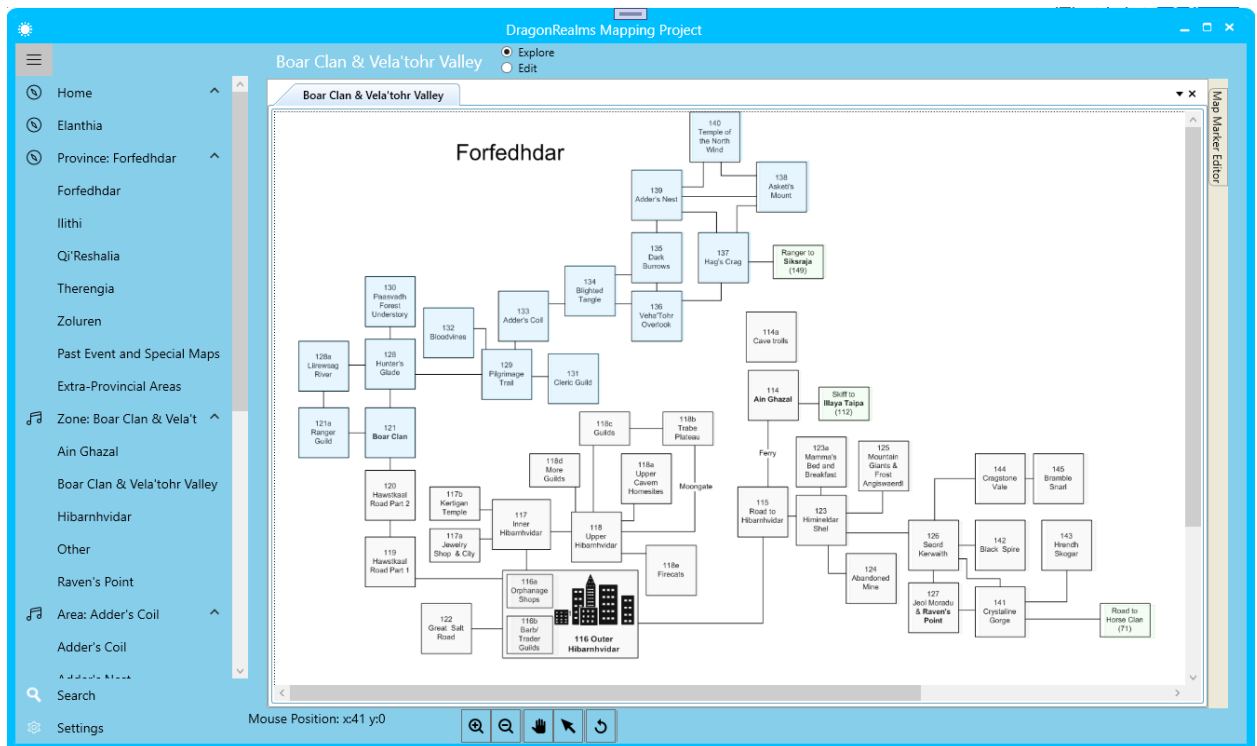 DragonRealms Mapping Project
Boar Clan & Vela'tohr Valley
Explore
Edit
Home
Elanthia
Province: Forfedhdar
Forfedhdar
Ilithi
Qi'Reshalia
Therengia
Zoluren
Past Event and Special Maps
Extra-Provincial Areas
Zone: Boar Clan & Vela't
Ain Ghazal
Boar Clan & Vela'tohr Valley
Hibarnhvidar
Other
Raven's Point
Area: Adder's Coil
Adder's Coil
Adder's Nest
Search
Settings
Boar Clan & Vela'tohr Valley
Map Marker Editor
Forfedhdar
140
Temple of
the North
Wind
139
Adder's Nest
138
Asketi's
Mount
135
Dark
Burrows
137
Hag's Crag
Ranger to
Siksraja
(149)
134
Blighted
Tangle
136
Veha'Tohr
Overlook
130
Paasvadh
Forest
Understory
133
Adder's Coil
132
Bloodvines
128a
Lilrewsag
River
128
Hunter's
Glade
129
Pilgrimage
Trail
131
Cleric Guild
114a
Cave trolls
114
Ain Ghazal
Skiff to
Illaya Taipa
(112)
121a
Ranger
Guild
121
Boar Clan
118c
Guilds
118b
Trabe
Plateau
Ferry
123a
Mamma's
Bed and
Breakfast
125
Mountain
Giants &
Frost
Angiswaerdl
144
Cragstone
Vale
145
Bramble
Snarl
120
Hawstkaal
Road Part 2
118d
More
Guilds
118a
Upper
Cavern
Homesites
Moongate
117b
Kertigan
Temple
117
Inner
Hibarnhvidar
118
Upper
Hibarnhvidar
115
Road to
Hibarnhvidar
123
Himineldar
Shel
117a
Jewelry
Shop & City
126
Seord
Kerwaith
142
Black Spire
143
Hrendh
Skogar
119
Hawstkaal
Road Part 1
118e
Firecats
124
Abandoned
Mine
116a
Orphanage
Shops
127
Jeol Moradu
& Raven's
Point
141
Crystaline
Gorge
Road to
Horse Clan
(71)
122
Great Salt
Road
116b
Barb/
Trader
Guilds
116 Outer
Hibarnhvidar
Mouse Position: x:41 y:0